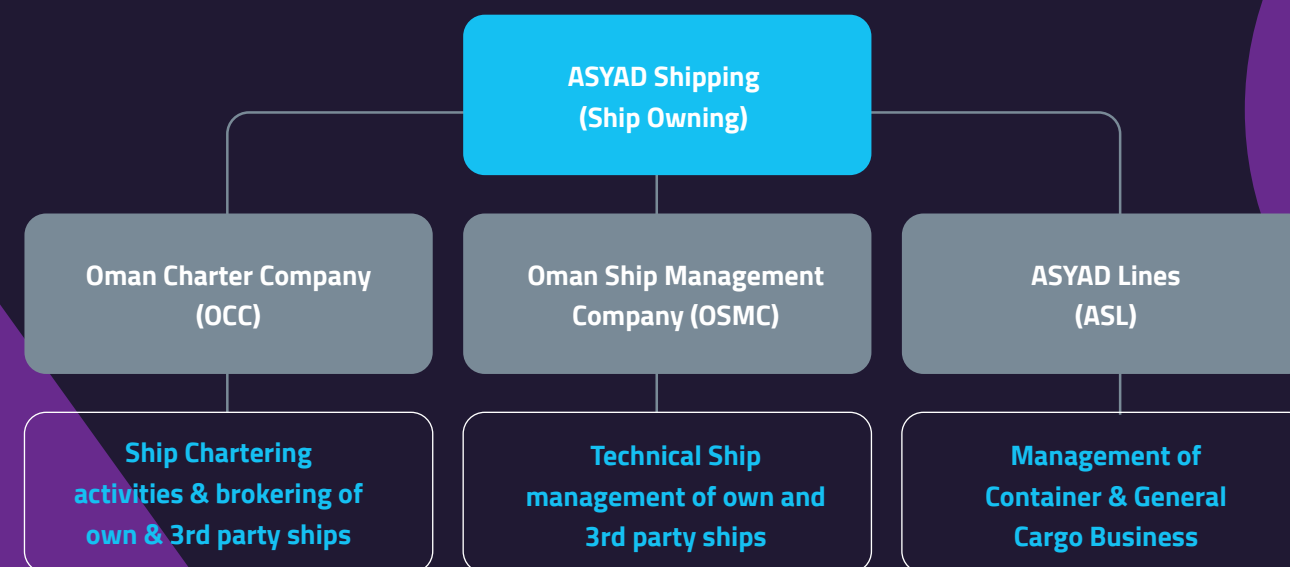 ASYAD Shipping
(Ship Owning)
Oman Charter Company
(OCC)
Oman Ship Management
Company (OSMC)
ASYAD Lines
(ASL)
Ship Chartering
activities & brokering of
own & 3rd party ships
Technical Ship
management of own and
3rd party ships
Management of
Container & General
Cargo Business